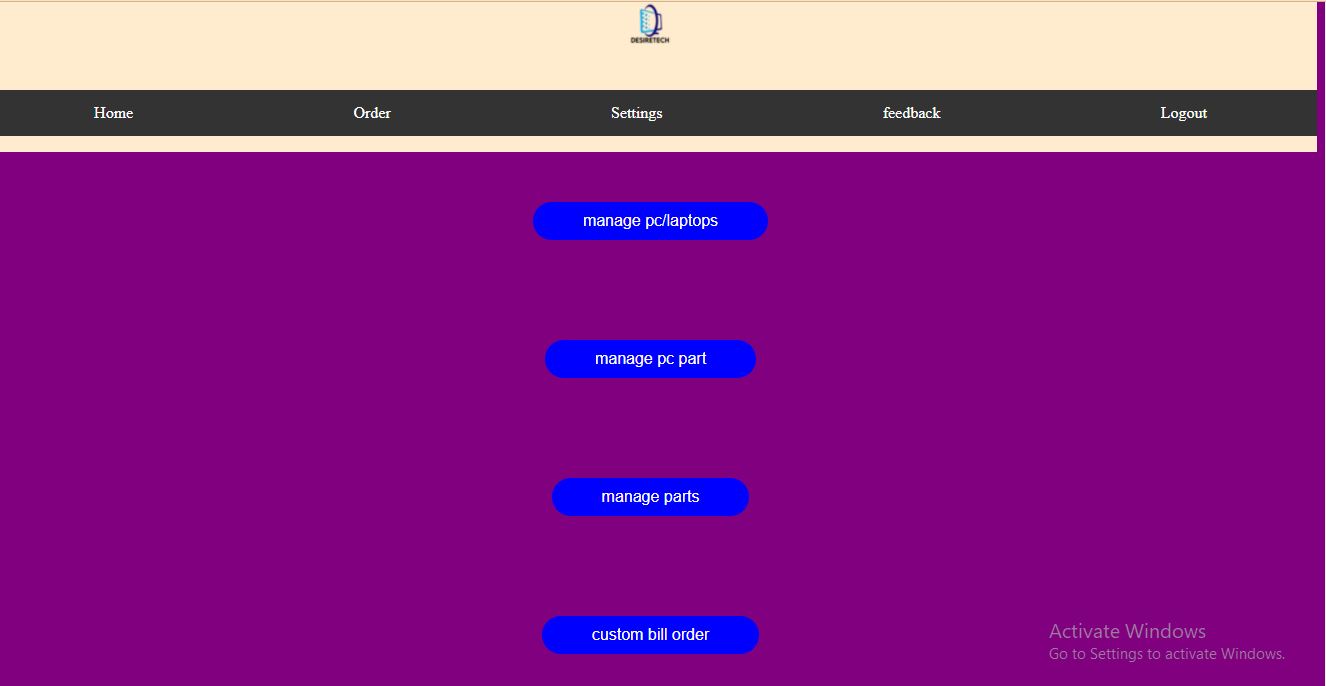 DESIRETECH
Home Order Settings feedback Logout
manage pc/laptops
manage pc part
manage parts
custom bill order
Activate Windows
Go to Settings to activate Windows.